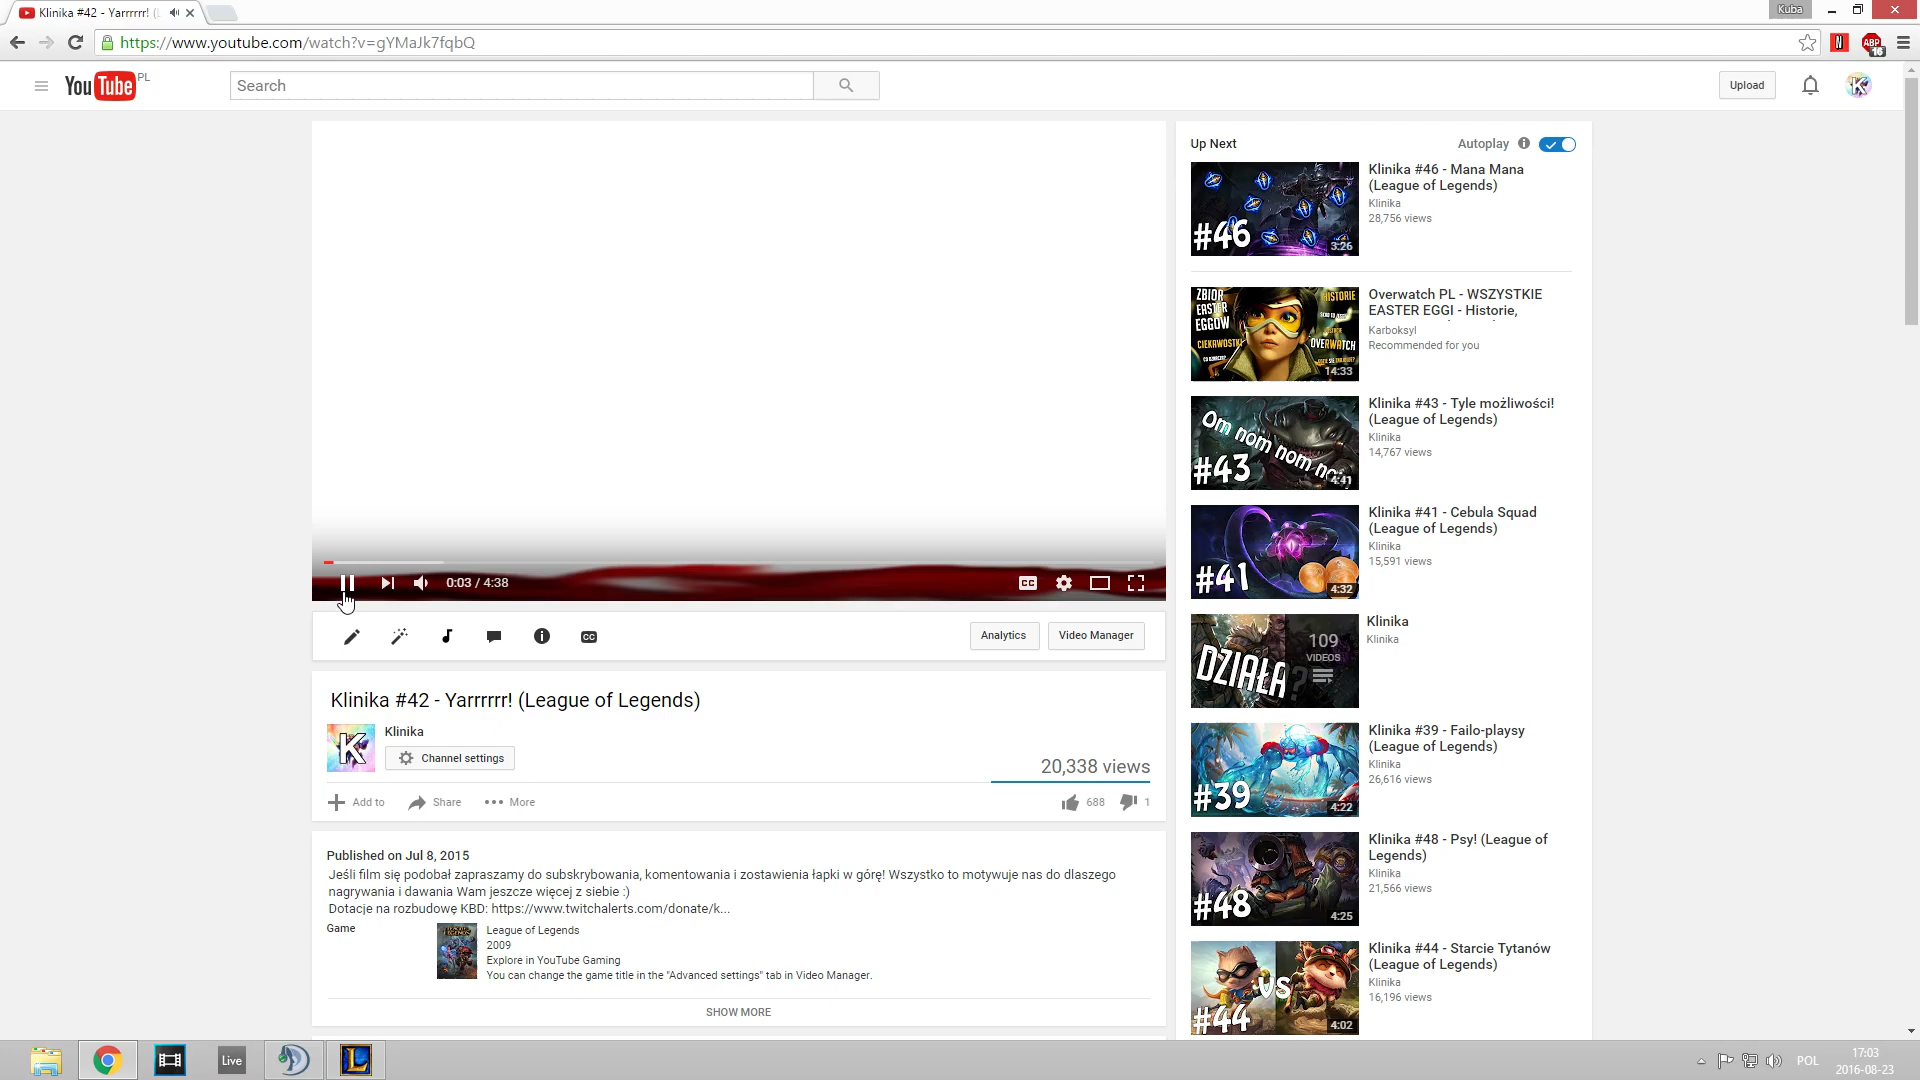 Klinika #42 - Yarrrrrr! (
Kuba
https://www.youtube.com/watch?v=gYMaJk7fqbQ
N
ABP
16
YouTube PL
Search
Upload
K
0:03 / 4:38
CC
CC
Analytics
Video Manager
Klinika #42 - Yarrrrrr! (League of Legends)
K
Klinika
Channel settings
20,338 views
Add to
Share
More
688
1
Published on Jul 8, 2015
Jeśli film się podobał zapraszamy do subskrybowania, komentowania i zostawienia łapki w górę! Wszystko to motywuje nas do dlaszego
nagrywania i dawania Wam jeszcze więcej z siebie :)
Dotacje na rozbudowę KBD: https://www.twitchalerts.com/donate/k...
Game
League of Legends
2009
Explore in YouTube Gaming
You can change the game title in the "Advanced settings" tab in Video Manager.
SHOW MORE
Up Next
Autoplay
#46
3:26
Klinika #46 - Mana Mana
(League of Legends)
Klinika
28,756 views
ZBIÓR
EASTER
EGGÓW
CIEKAWOSTKI
HISTORIE
OVERWATCH
14:33
Overwatch PL - WSZYSTKIE
EASTER EGGI - Historie,
Karboksyl
Recommended for you
Om nom nom no
#43
4:41
Klinika #43 - Tyle możliwości!
(League of Legends)
Klinika
14,767 views
#41
4:32
Klinika #41 - Cebula Squad
(League of Legends)
Klinika
15,591 views
DZIAŁA?
109
VIDEOS
Klinika
Klinika
#39
4:22
Klinika #39 - Failo-playsy
(League of Legends)
Klinika
26,616 views
#48
4:25
Klinika #48 - Psy! (League of
Legends)
Klinika
21,566 views
VS
#44
4:02
Klinika #44 - Starcie Tytanów
(League of Legends)
Klinika
16,196 views
Live
L
POL
17:03
2016-08-23